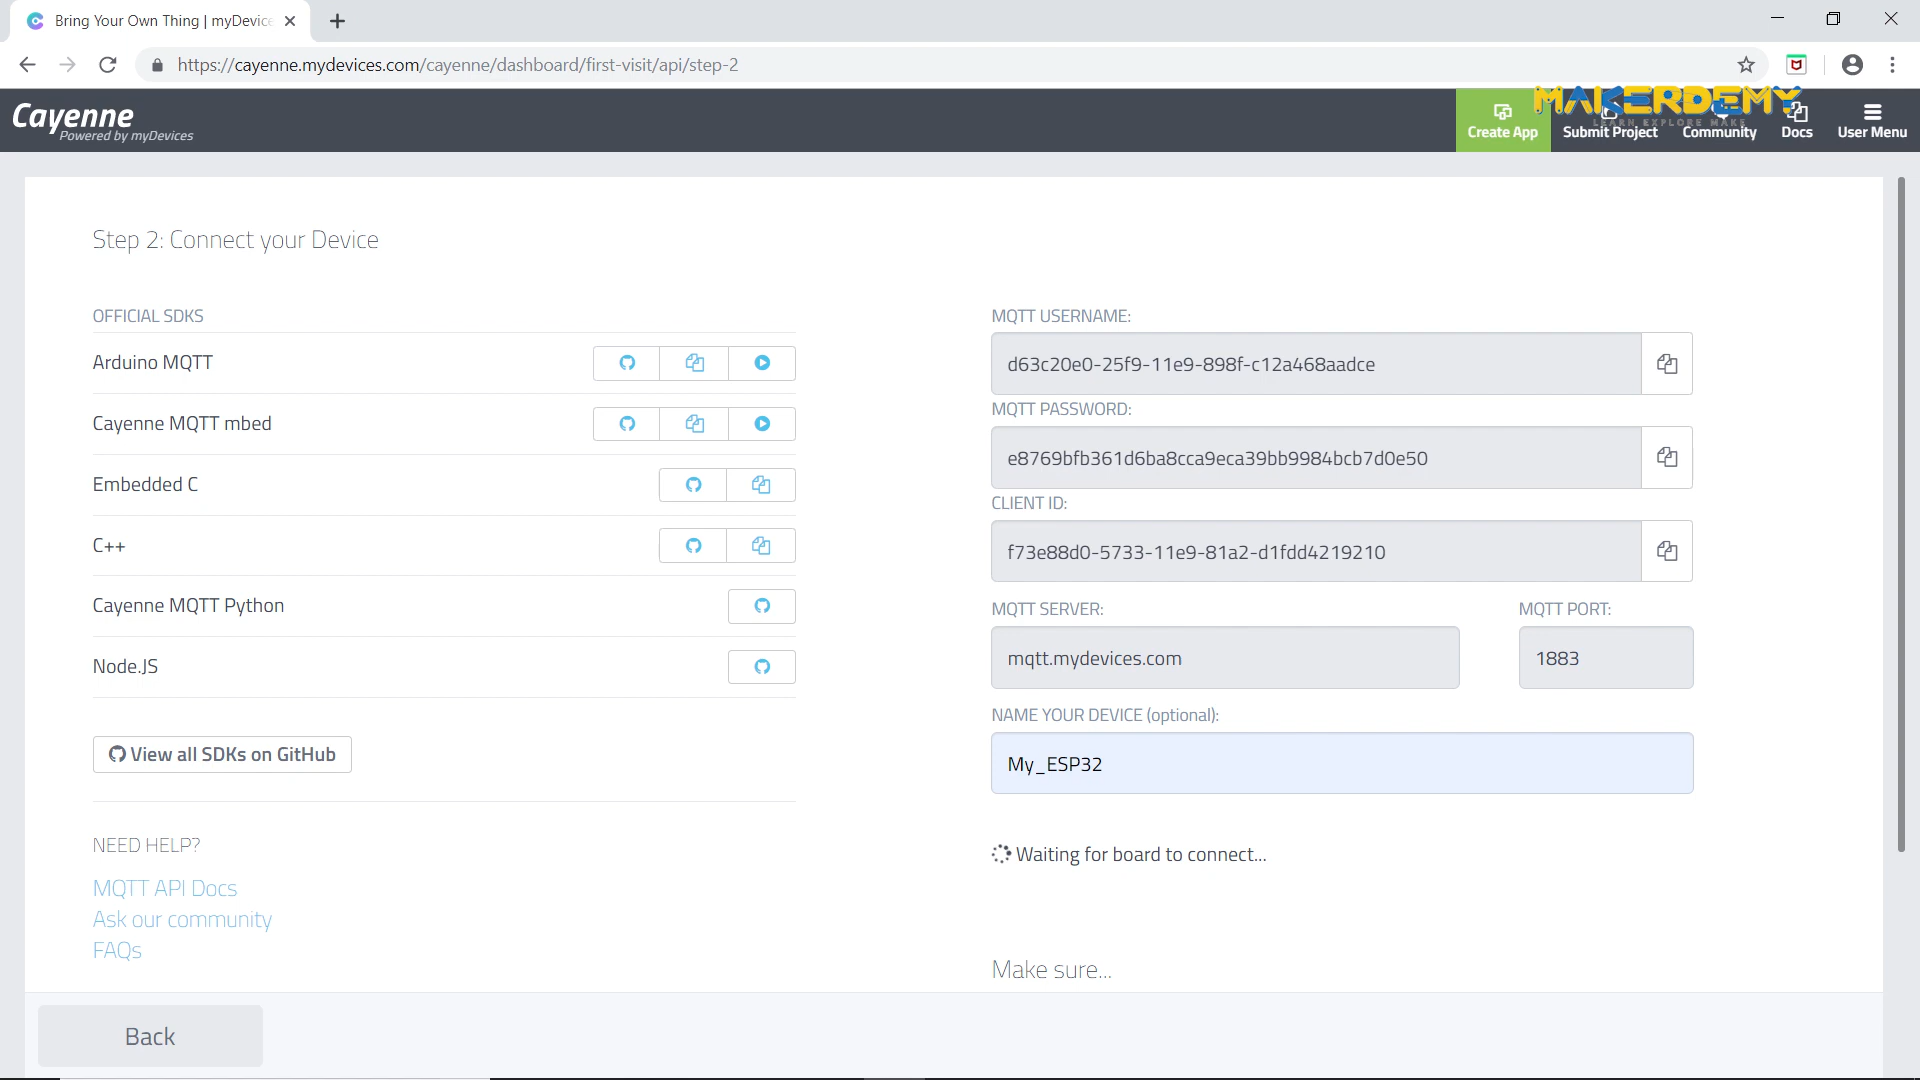 Bring Your Own Thing | myDevice
https://cayenne.mydevices.com/cayenne/dashboard/first-visit/api/step-2
Cayenne
Powered by myDevices
MAKERDEMY
LEARN EXPLORE MAKE
Create App
Submit Project
Community
Docs
User Menu
Step 2: Connect your Device
OFFICIAL SDKS
Arduino MQTT
Cayenne MQTT mbed
Embedded C
C++
Cayenne MQTT Python
Node.JS
View all SDKs on GitHub
NEED HELP?
MQTT API Docs
Ask our community
FAQs
MQTT USERNAME:
d63c20e0-25f9-11e9-898f-c12a468aadce
MQTT PASSWORD:
e8769bfb361d6ba8cca9eca39bb9984bcb7d0e50
CLIENT ID:
f73e88d0-5733-11e9-81a2-d1fdd4219210
MQTT SERVER:
mqtt.mydevices.com
MQTT PORT:
1883
NAME YOUR DEVICE (optional):
My_ESP32
Waiting for board to connect...
Make sure...
Back